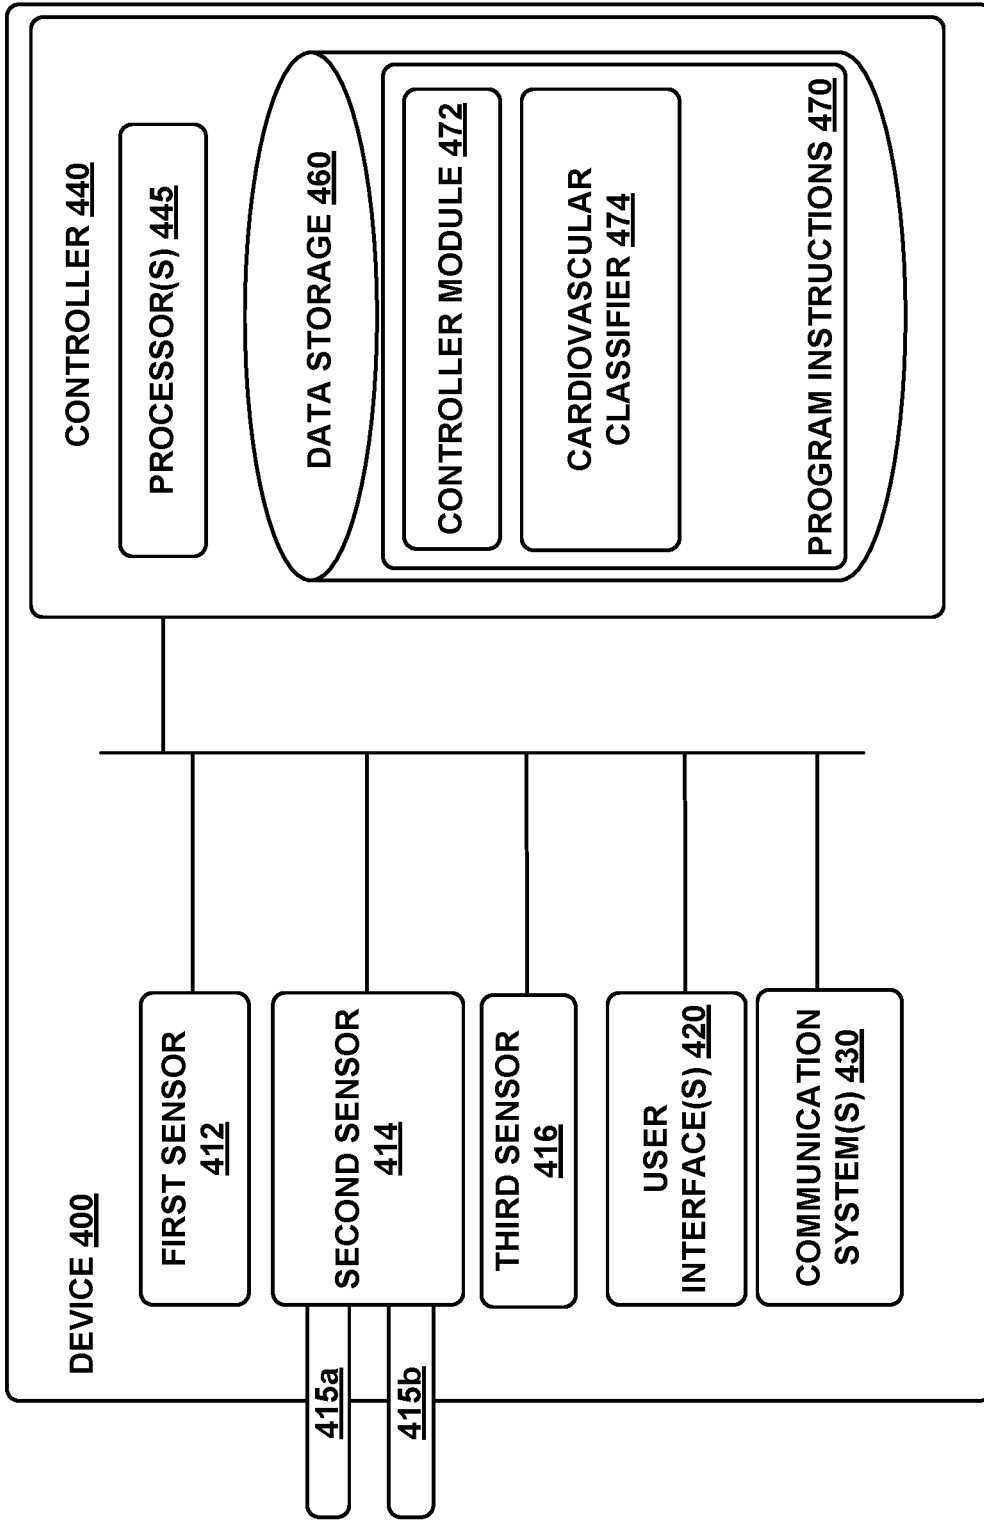 DEVICE 400
FIRST SENSOR
412
SECOND SENSOR
414
415a
415b
THIRD SENSOR
416
USER
INTERFACE(S) 420
COMMUNICATION
SYSTEM(S) 430
CONTROLLER 440
PROCESSOR(S) 445
DATA STORAGE 460
CONTROLLER MODULE 472
CARDIOVASCULAR
CLASSIFIER 474
PROGRAM INSTRUCTIONS 470